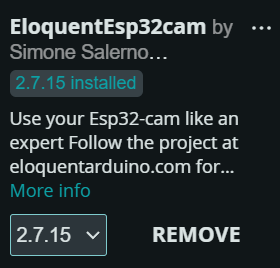 EloquentEsp32cam by
Simone Salerno...
2.7.15 installed
Use your Esp32-cam like an
expert Follow the project at
eloquentarduino.com for...
More info
2.7.15 REMOVE